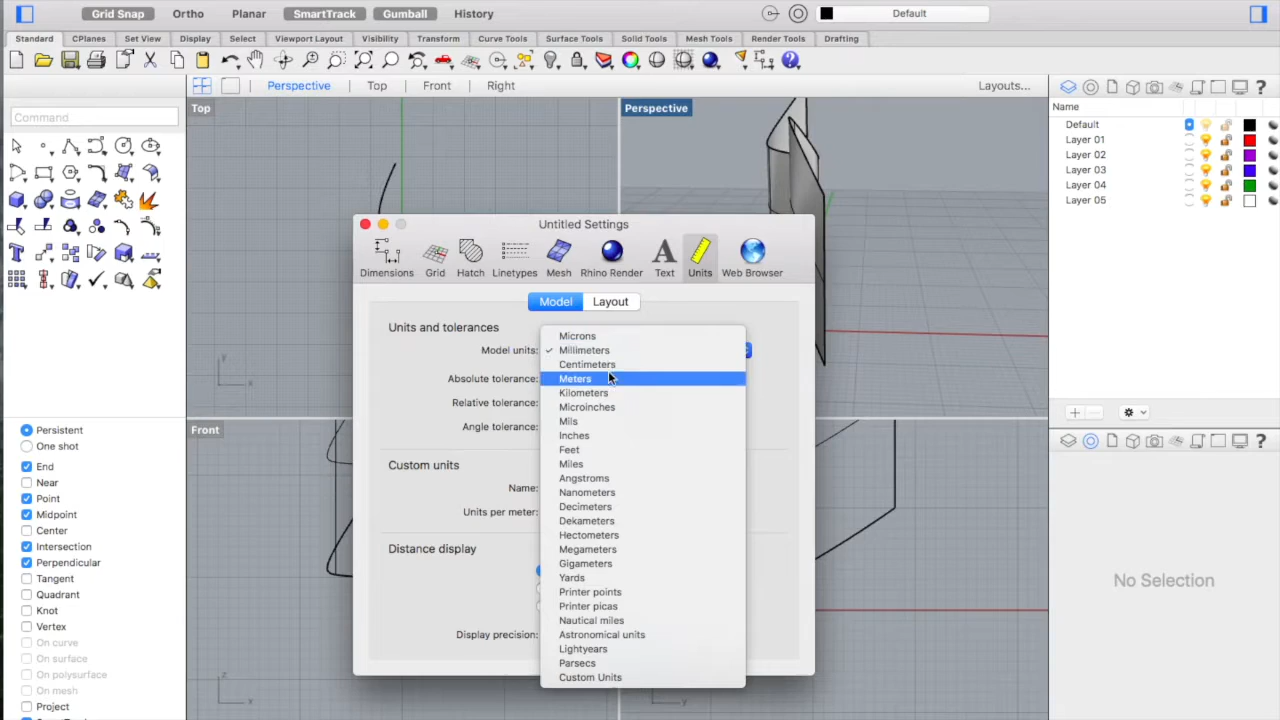 Grid Snap Ortho Planar SmartTrack Gumball History Default
Standard CPlanes Set View Display Select Viewport Layout Visibility Transform Curve Tools Surface Tools Solid Tools Mesh Tools Render Tools Drafting
Perspective Top Front Right Layouts...
Command
Top
Perspective
Front
Name
Default
Layer 01
Layer 02
Layer 03
Layer 04
Layer 05
Untitled Settings
Dimensions Grid Hatch Linetypes Mesh Rhino Render Text Units Web Browser
Model Layout
Units and tolerances
Model units:
Absolute tolerance:
Relative tolerance:
Angle tolerance:
Custom units
Name:
Units per meter:
Distance display
Display precision:
Microns
✓ Millimeters
Centimeters
Meters
Kilometers
Microinches
Mils
Inches
Feet
Miles
Angstroms
Nanometers
Decimeters
Dekameters
Hectometers
Megameters
Gigameters
Yards
Printer points
Printer picas
Nautical miles
Astronomical units
Lightyears
Parsecs
Custom Units
Persistent
One shot
End
Near
Point
Midpoint
Center
Intersection
Perpendicular
Tangent
Quadrant
Knot
Vertex
On curve
On surface
On polysurface
On mesh
Project
No Selection
y
x
z
y
y